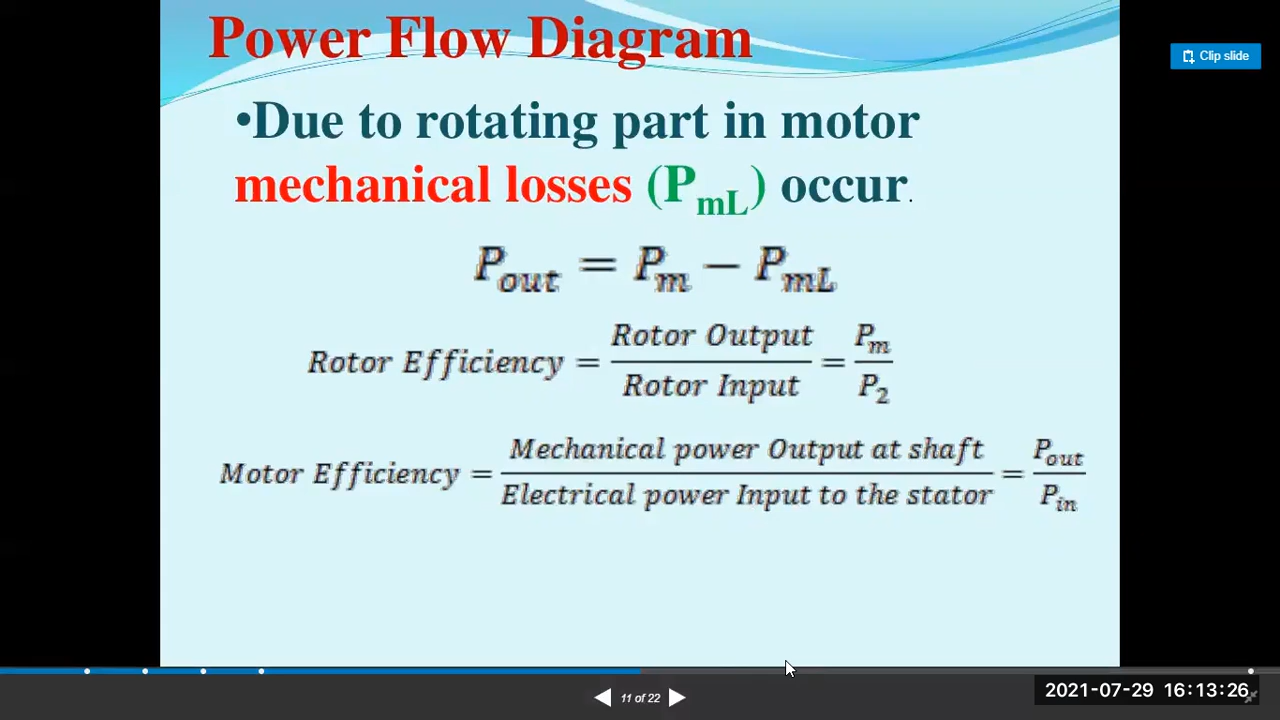 Power Flow Diagram
Clip slide
•Due to rotating part in motor
mechanical losses (PmL) occur.
Pout = Pm − PmL
Rotor Efficiency = Rotor Output / Rotor Input = Pm / P2
Motor Efficiency = Mechanical power Output at shaft / Electrical power Input to the stator = Pout / Pin
11 of 22
2021-07-29 16:13:26